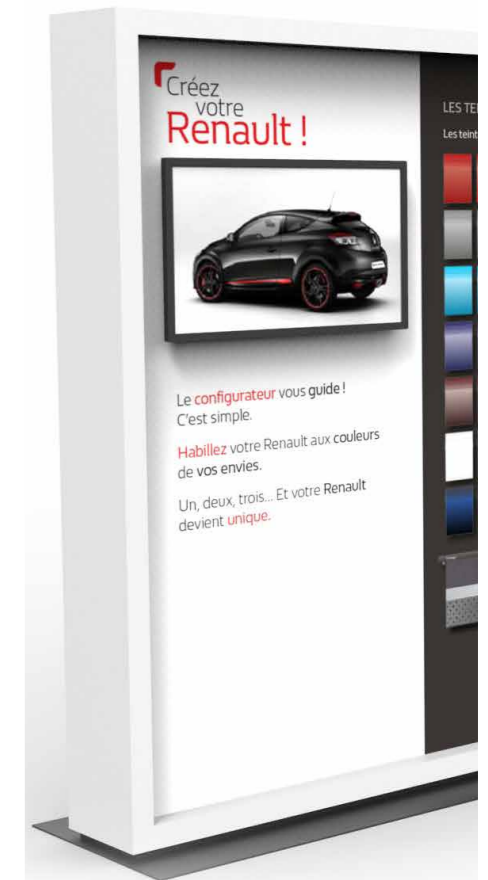 Créez
votre
Renault !
LES TEI
Les teint
Le configurateur vous guide !
C'est simple.
Habillez votre Renault aux couleurs
de vos envies.
Un, deux, trois... Et votre Renault
devient unique.